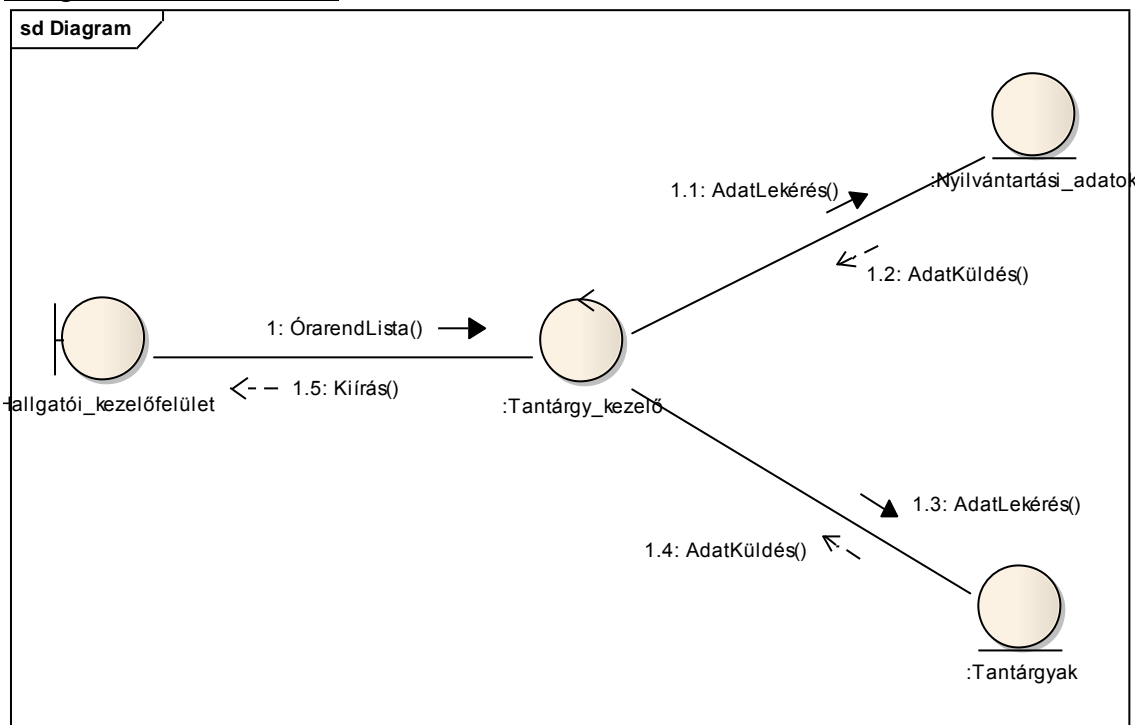 sd Diagram
:Nyilvántartási_adatok
1.1: AdatLekérés()
1.2: AdatKüldés()
1: ÓrarendLista()
1.5: Kiírás()
Hallgatói_kezelőfelület
:Tantárgy_kezelő
1.3: AdatLekérés()
1.4: AdatKüldés()
:Tantárgyak